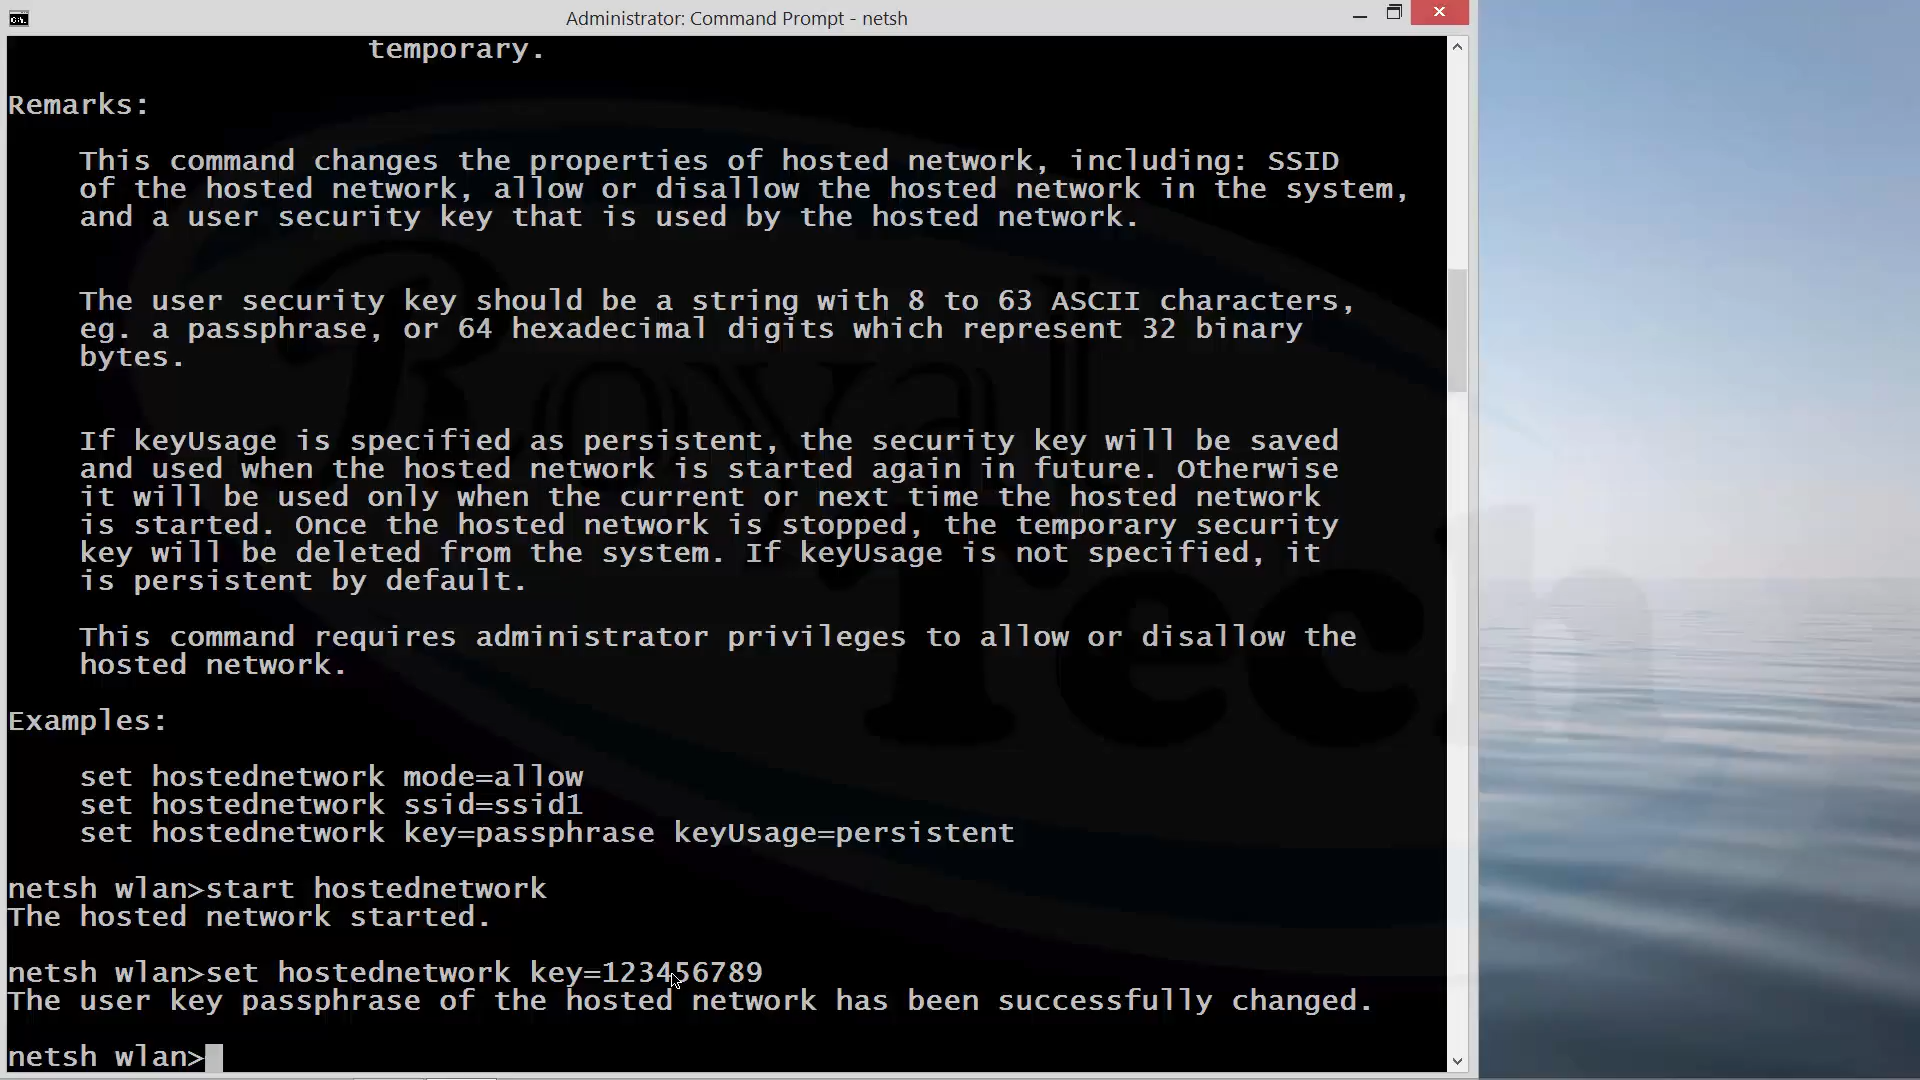 Administrator: Command Prompt - netsh
temporary.
Remarks:
This command changes the properties of hosted network, including: SSID
of the hosted network, allow or disallow the hosted network in the system,
and a user security key that is used by the hosted network.
The user security key should be a string with 8 to 63 ASCII characters,
eg. a passphrase, or 64 hexadecimal digits which represent 32 binary
bytes.
If keyUsage is specified as persistent, the security key will be saved
and used when the hosted network is started again in future. Otherwise
it will be used only when the current or next time the hosted network
is started. Once the hosted network is stopped, the temporary security
key will be deleted from the system. If keyUsage is not specified, it
is persistent by default.
This command requires administrator privileges to allow or disallow the
hosted network.
Examples:
set hostednetwork mode=allow
set hostednetwork ssid=ssid1
set hostednetwork key=passphrase keyUsage=persistent
netsh wlan>start hostednetwork
The hosted network started.
netsh wlan>set hostednetwork key=123456789
The user key passphrase of the hosted network has been successfully changed.
netsh wlan>
Royal
Tech